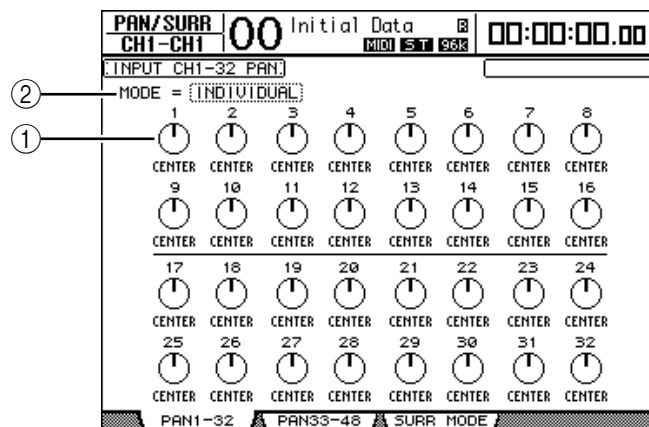 PAN/SURR
CH1-CH1
00 Initial Data R
MIDI ST 96K
00:00:00.00
INPUT CH1-32 PAN
② MODE = INDIVIDUAL
①
1 2 3 4 5 6 7 8
CENTER CENTER CENTER CENTER CENTER CENTER CENTER CENTER
9 10 11 12 13 14 15 16
CENTER CENTER CENTER CENTER CENTER CENTER CENTER CENTER
17 18 19 20 21 22 23 24
CENTER CENTER CENTER CENTER CENTER CENTER CENTER CENTER
25 26 27 28 29 30 31 32
CENTER CENTER CENTER CENTER CENTER CENTER CENTER CENTER
PAN1-32 PAN33-48 SURR MODE